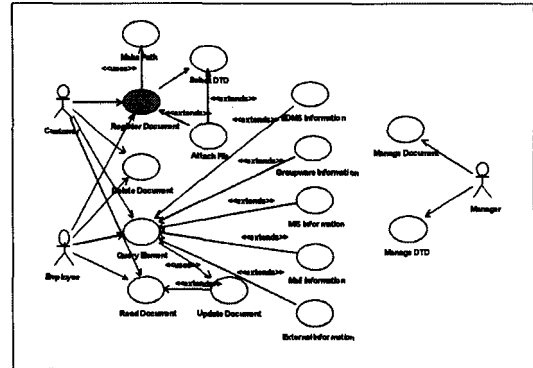 Make Path
<<uses>>
Select DTD
<<extends>>
EDMS Information
<<extends>>
Customer
Register Document
<<extends>>
Attach File
Manage Document
<<extends>>
Groupware Information
Delete Document
Manager
<<extends>>
MIS Information
<<extends>>
Manage DTD
Query Element
<<uses>>
Mail Information
Employee
<<extends>>
<<extends>>
Read Document
Update Document
External Information